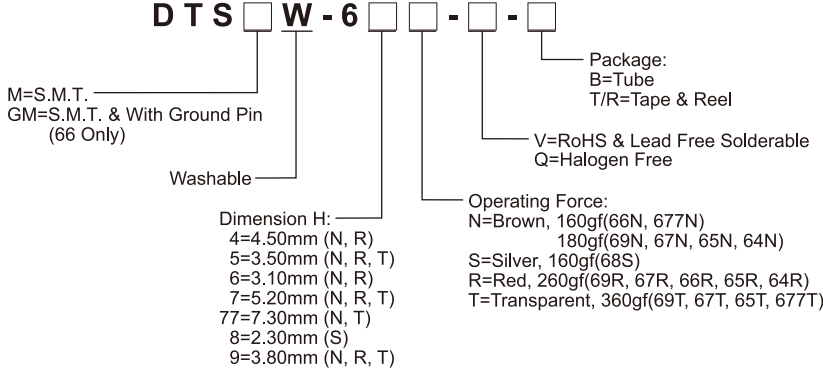 DTS□W-6□□-□-□
Package:
B=Tube
T/R=Tape & Reel
M=S.M.T.
GM=S.M.T. & With Ground Pin
(66 Only)
V=RoHS & Lead Free Solderable
Q=Halogen Free
Washable
Operating Force:
N=Brown, 160gf(66N, 677N)
180gf(69N, 67N, 65N, 64N)
S=Silver, 160gf(68S)
R=Red, 260gf(69R, 67R, 66R, 65R, 64R)
T=Transparent, 360gf(69T, 67T, 65T, 677T)
Dimension H:
4=4.50mm (N, R)
5=3.50mm (N, R, T)
6=3.10mm (N, R)
7=5.20mm (N, R, T)
77=7.30mm (N, T)
8=2.30mm (S)
9=3.80mm (N, R, T)